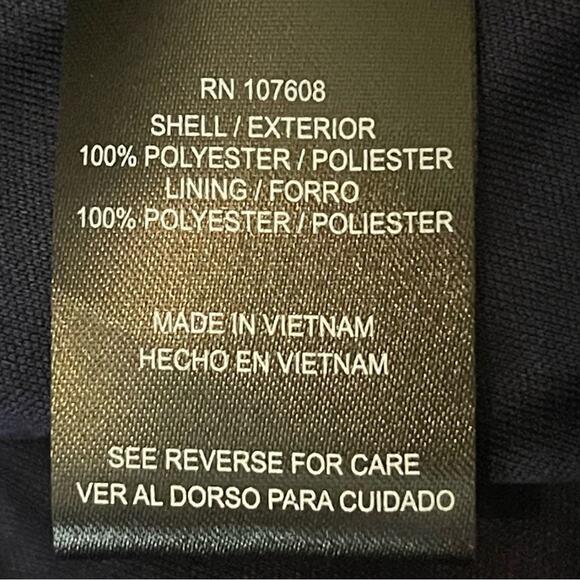 RN 107608
SHELL / EXTERIOR
100% POLYESTER / POLIESTER
LINING / FORRO
100% POLYESTER / POLIESTER
MADE IN VIETNAM
HECHO EN VIETNAM
SEE REVERSE FOR CARE
VER AL DORSO PARA CUIDADO